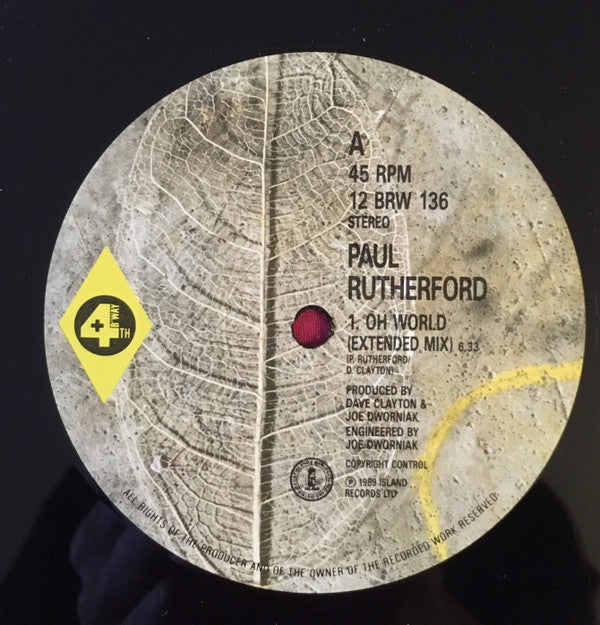 A
45 RPM
12 BRW 136
STEREO
PAUL
RUTHERFORD
1. OH WORLD
(EXTENDED MIX) 6.33
(P. RUTHERFORD/
D. CLAYTON)
PRODUCED BY
DAVE CLAYTON &
JOE DWORNIAK
ENGINEERED BY
JOE DWORNIAK
COPYRIGHT CONTROL
℗ 1989 ISLAND
RECORDS LTD
4TH + B'WAY
ALL RIGHTS OF THE PRODUCER AND OF THE OWNER OF THE RECORDED WORK RESERVED